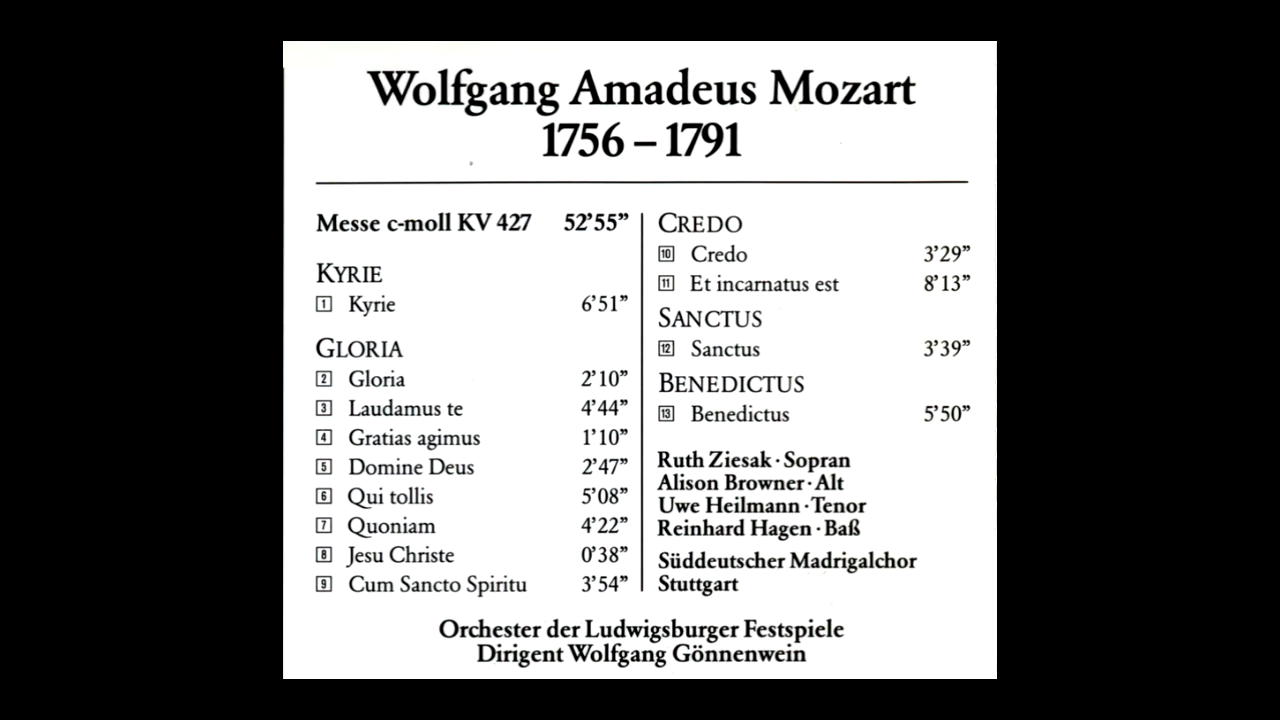 Wolfgang Amadeus Mozart
1756 – 1791
Messe c-moll KV 427 52’55”
KYRIE
1 Kyrie 6’51”
GLORIA
2 Gloria 2’10”
3 Laudamus te 4’44”
4 Gratias agimus 1’10”
5 Domine Deus 2’47”
6 Qui tollis 5’08”
7 Quoniam 4’22”
8 Jesu Christe 0’38”
9 Cum Sancto Spiritu 3’54”
CREDO
10 Credo 3’29”
11 Et incarnatus est 8’13”
SANCTUS
12 Sanctus 3’39”
BENEDICTUS
13 Benedictus 5’50”
Ruth Ziesak · Sopran
Alison Browner · Alt
Uwe Heilmann · Tenor
Reinhard Hagen · Baß
Süddeutscher Madrigalchor
Stuttgart
Orchester der Ludwigsburger Festspiele
Dirigent Wolfgang Gönnenwein